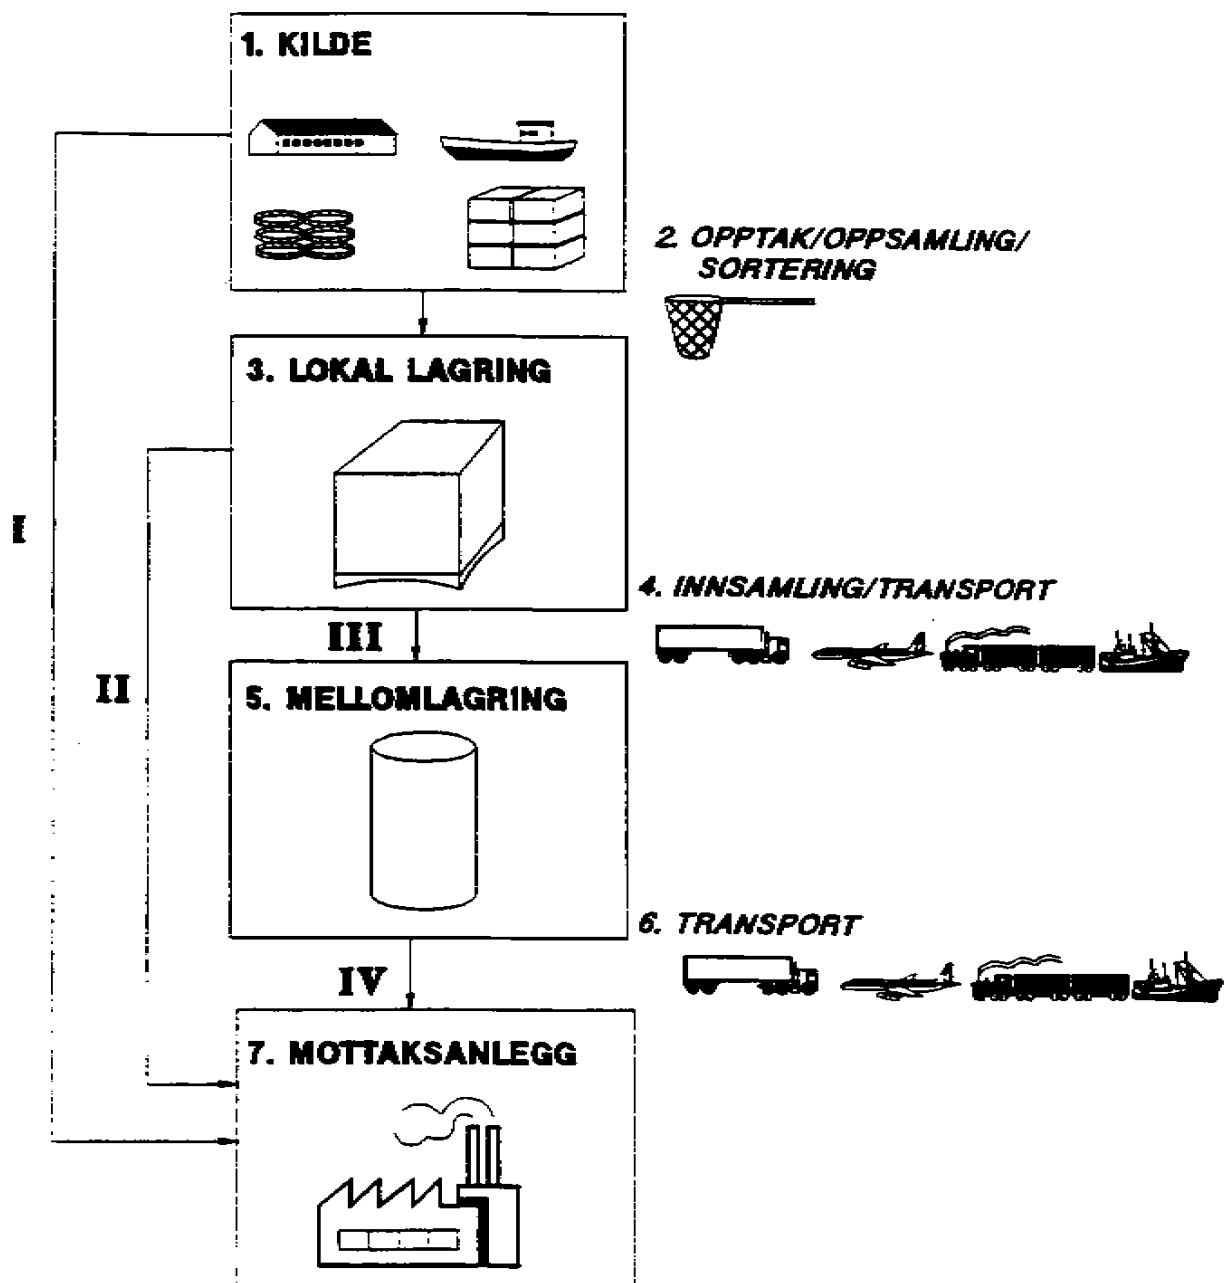 1. KILDE
2. OPPTAK/OPPSAMLING/
SORTERING
3. LOKAL LAGRING
4. INNSAMLING/TRANSPORT
III
II
5. MELLOMLAGRING
6. TRANSPORT
IV
7. MOTTAKSANLEGG